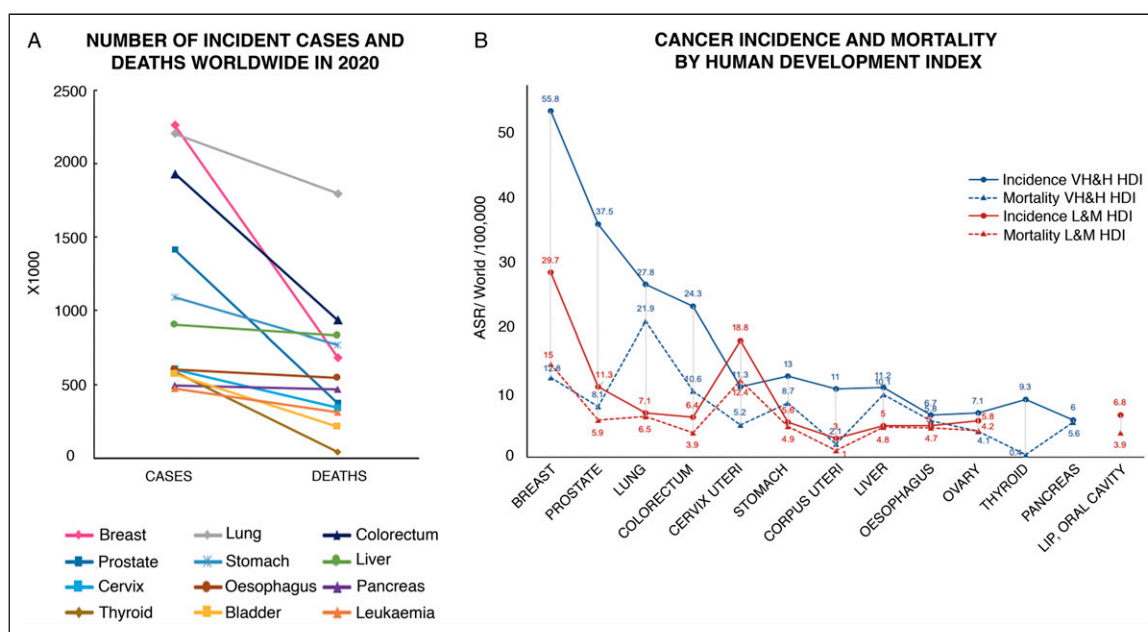 A
NUMBER OF INCIDENT CASES AND
DEATHS WORLDWIDE IN 2020
X1000
2500
2000
1500
1000
500
0
CASES
DEATHS
Breast
Lung
Colorectum
Prostate
Stomach
Liver
Cervix
Oesophagus
Pancreas
Thyroid
Bladder
Leukaemia
B
CANCER INCIDENCE AND MORTALITY
BY HUMAN DEVELOPMENT INDEX
ASR/ World /100,000
50
40
30
20
10
0
Incidence VH&H HDI
Mortality VH&H HDI
Incidence L&M HDI
Mortality L&M HDI
55.8
29.7
15
12.8
37.5
11.3
8.1
5.9
27.8
21.9
7.1
6.5
24.3
10.6
6.4
3.9
18.8
11.3
12.4
5.2
13
8.7
5.6
4.9
11
3
2.1
1
11.2
10.1
5
4.8
6.7
5.8
4.7
7.1
5.8
4.2
4.1
9.3
0.4
6
5.6
6.8
3.9
BREAST
PROSTATE
LUNG
COLORECTUM
CERVIX UTERI
STOMACH
CORPUS UTERI
LIVER
OESOPHAGUS
OVARY
THYROID
PANCREAS
LIP, ORAL CAVITY